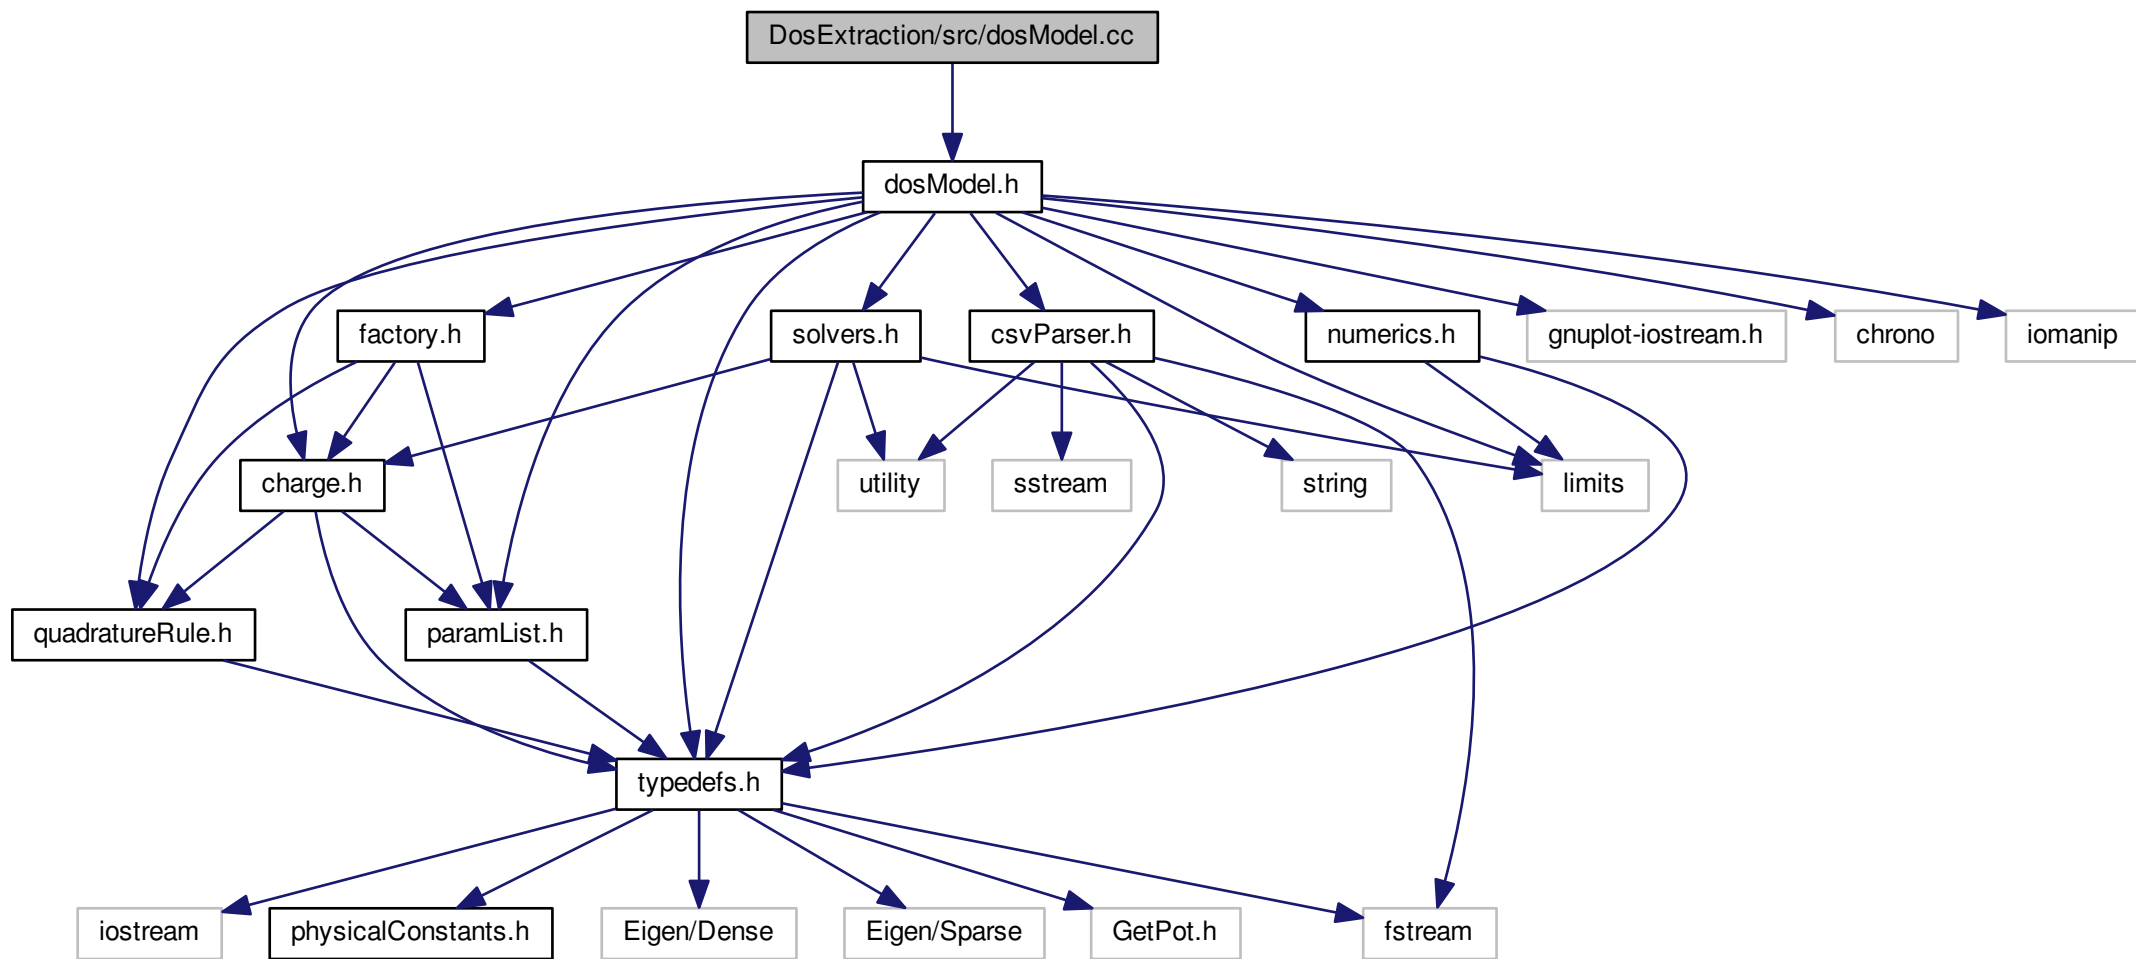 DosExtraction/src/dosModel.cc
dosModel.h
factory.h
solvers.h
csvParser.h
numerics.h
gnuplot-iostream.h
chrono
iomanip
charge.h
utility
sstream
string
limits
quadratureRule.h
paramList.h
typedefs.h
iostream
physicalConstants.h
Eigen/Dense
Eigen/Sparse
GetPot.h
fstream